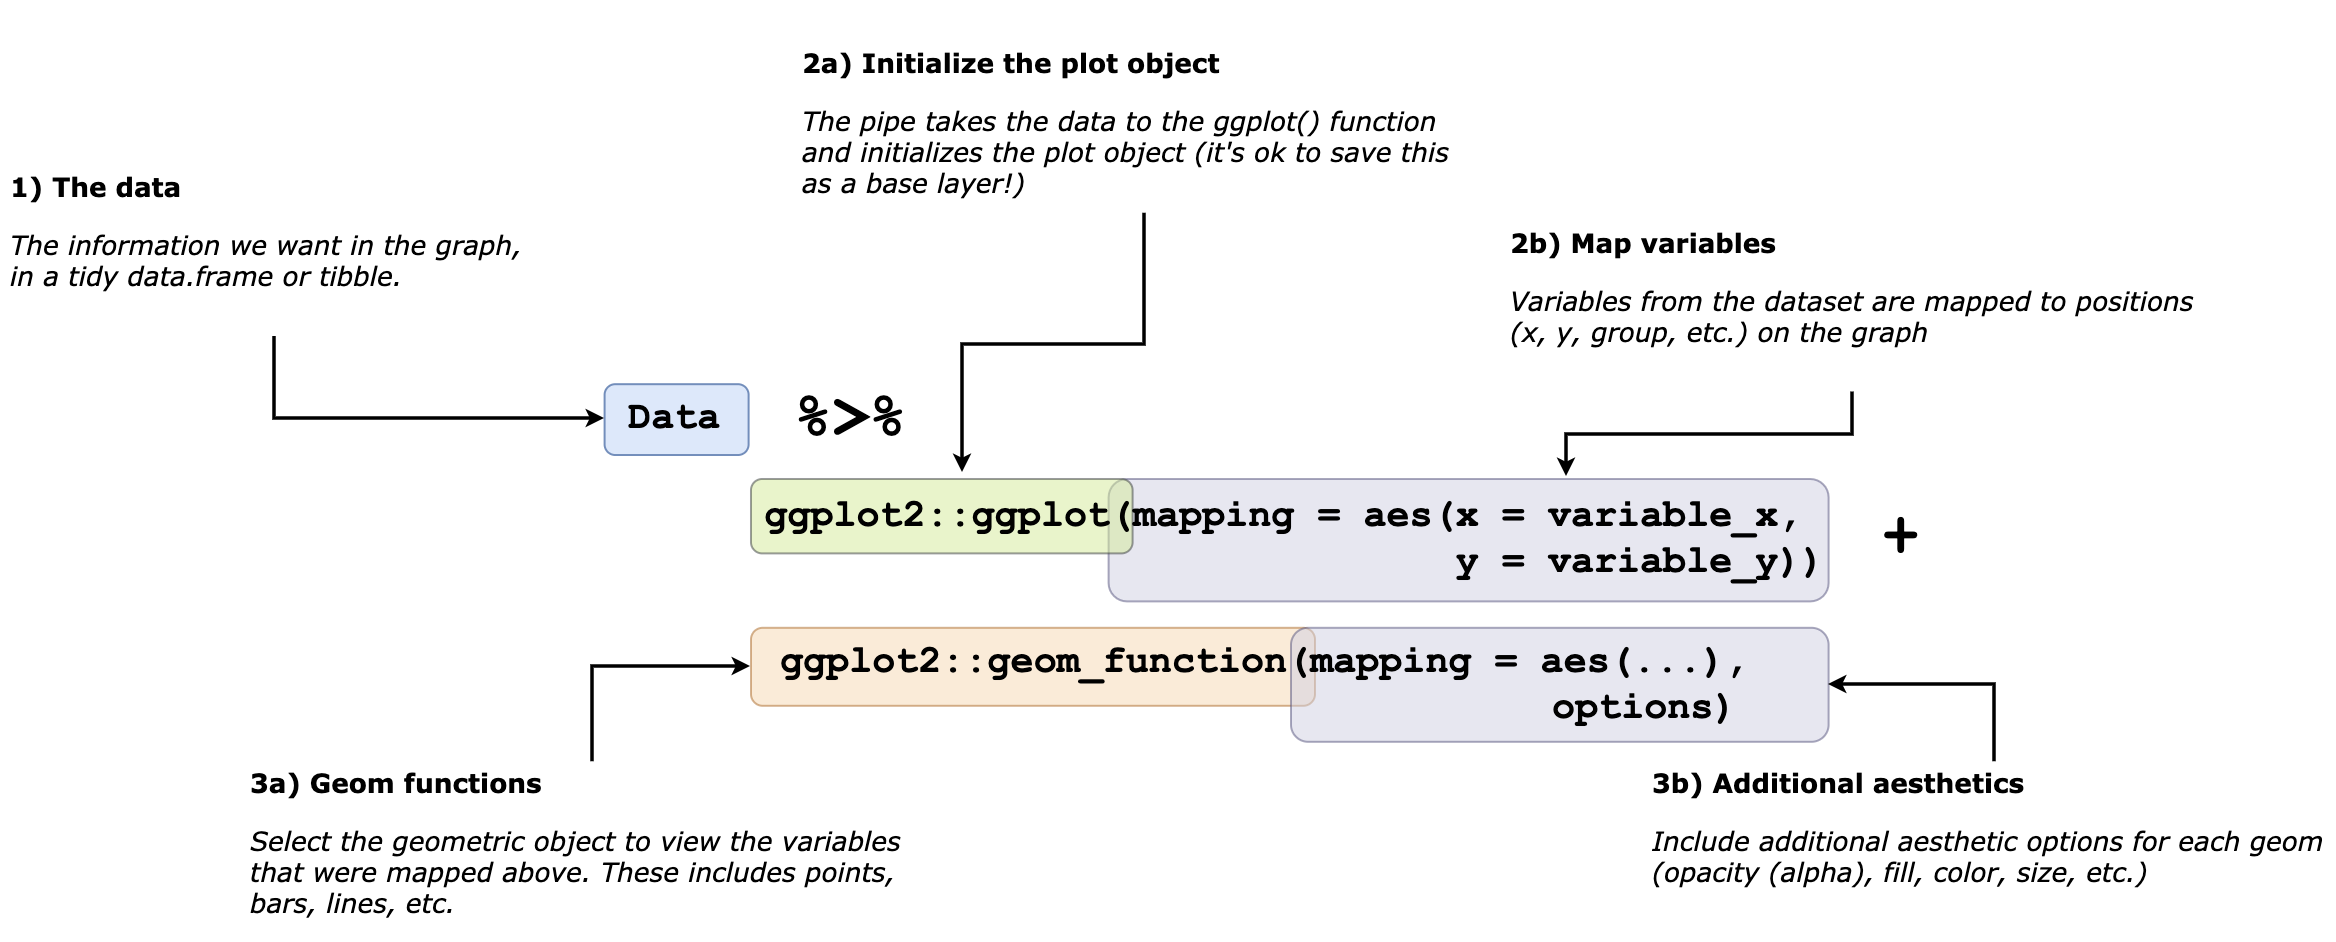 2a) Initialize the plot object
The pipe takes the data to the ggplot() function
and initializes the plot object (it's ok to save this
as a base layer!)
1) The data
The information we want in the graph,
in a tidy data.frame or tibble.
2b) Map variables
Variables from the dataset are mapped to positions
(x, y, group, etc.) on the graph
Data %>%
ggplot2::ggplot(mapping = aes(x = variable_x,
y = variable_y))
+
ggplot2::geom_function(mapping = aes(...),
options)
3a) Geom functions
Select the geometric object to view the variables
that were mapped above. These includes points,
bars, lines, etc.
3b) Additional aesthetics
Include additional aesthetic options for each geom
(opacity (alpha), fill, color, size, etc.)